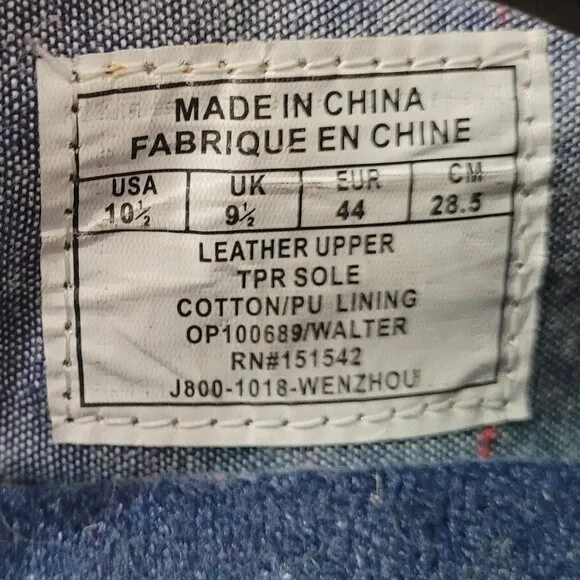 MADE IN CHINA
FABRIQUE EN CHINE
USA UK EUR CM
10½ 9½ 44 28.5
LEATHER UPPER
TPR SOLE
COTTON/PU LINING
OP100689/WALTER
RN#151542
J800-1018-WENZHOU